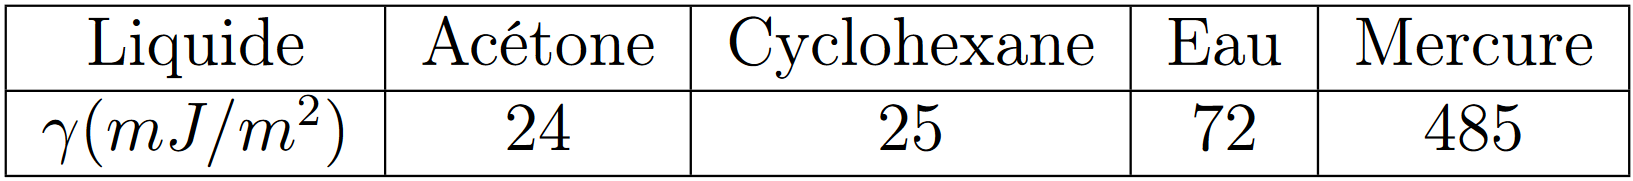 Liquide Acétone Cyclohexane Eau Mercure
γ(mJ/m²) 24 25 72 485